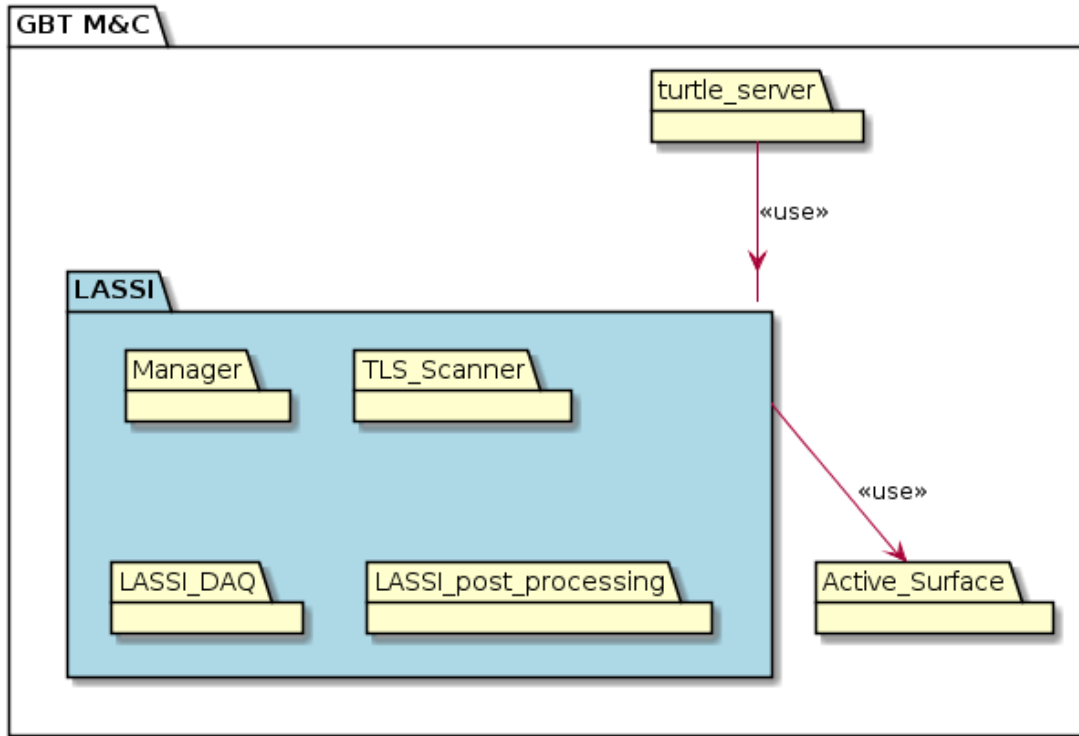 GBT M&C
turtle_server
«use»
LASSI
Manager
TLS_Scanner
«use»
LASSI_DAQ
LASSI_post_processing
Active_Surface